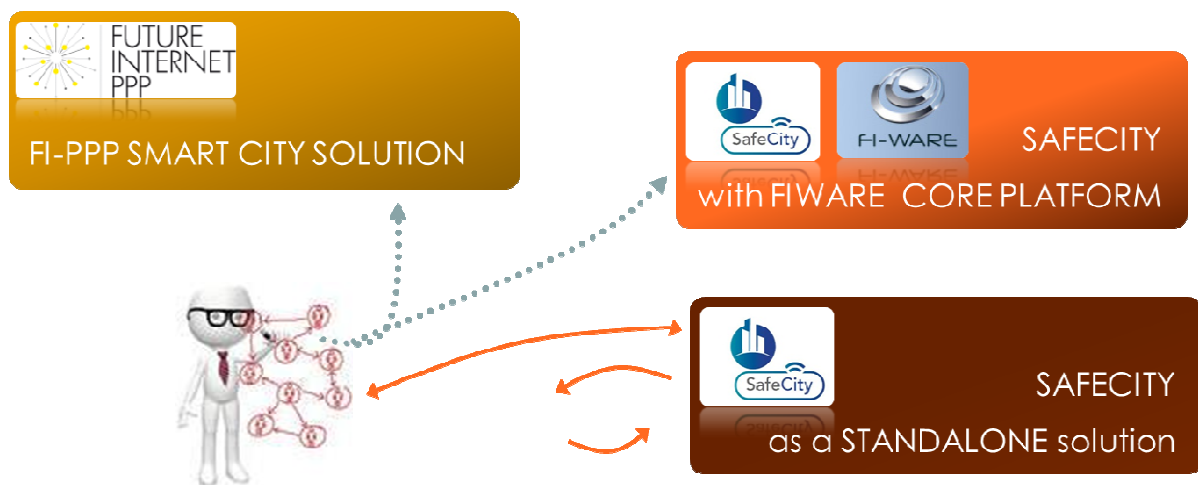 FUTURE
INTERNET
PPP
FI-PPP SMART CITY SOLUTION
SafeCity
FI-WARE
SAFECITY
with FIWARE CORE PLATFORM
SafeCity
SAFECITY
as a STANDALONE solution